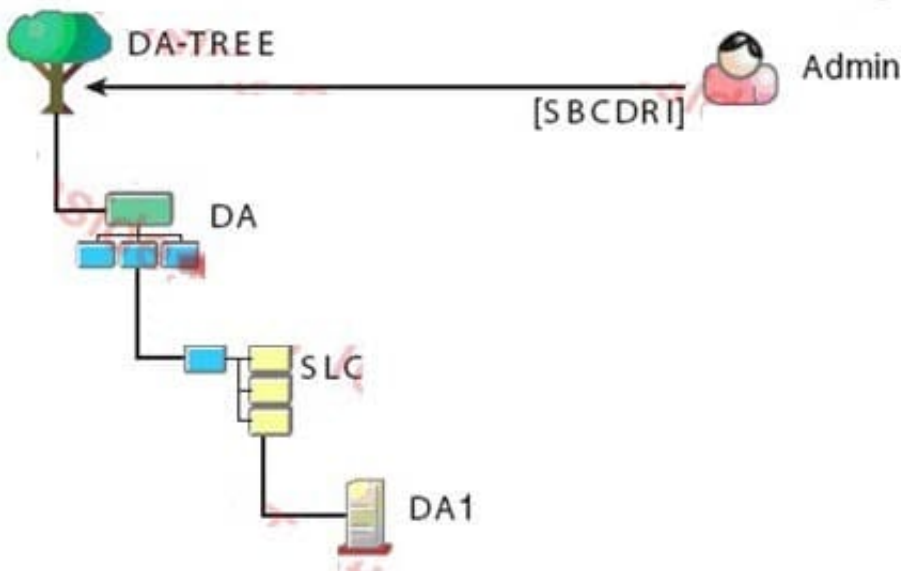 DA-TREE
Admin
[SBCDRI]
DA
SLC
DA1